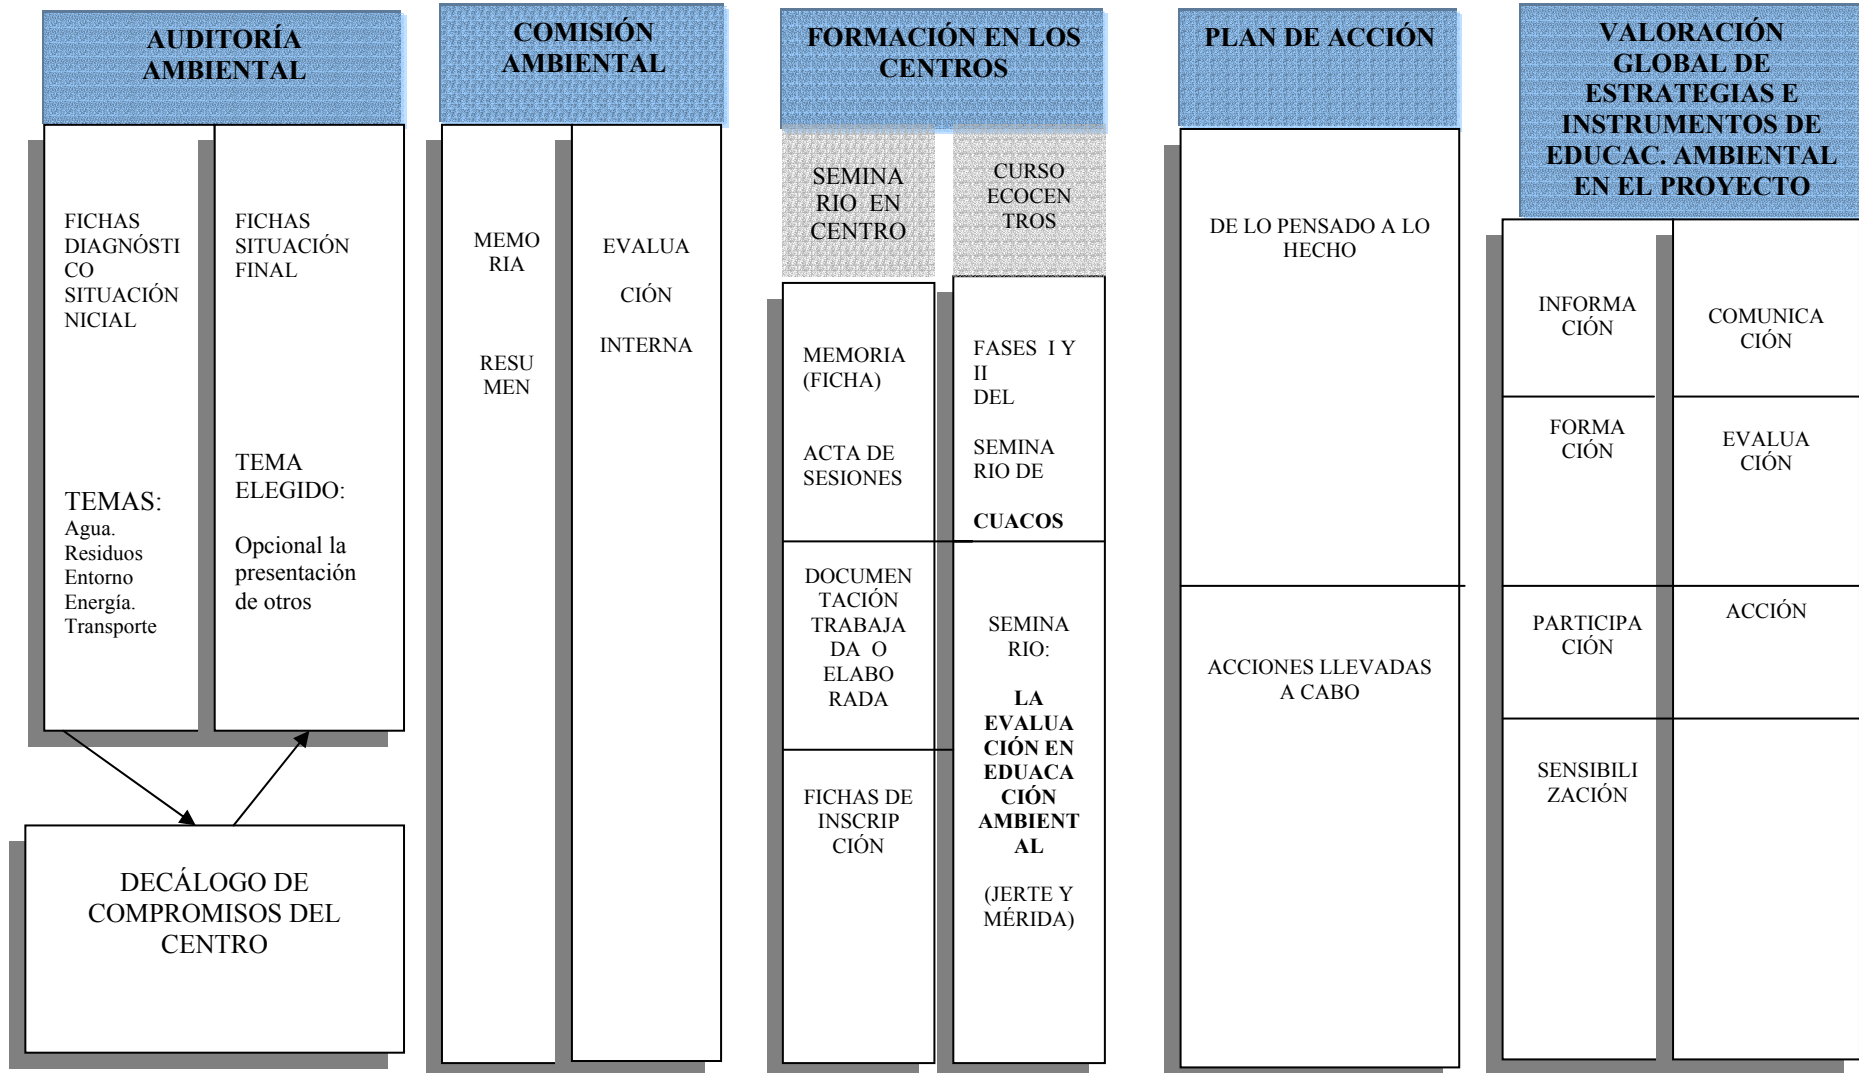 AUDITORÍA
AMBIENTAL
FICHAS
DIAGNÓSTI
CO
SITUACIÓN
NICIAL
TEMAS:
Agua.
Residuos
Entorno
Energía.
Transporte
FICHAS
SITUACIÓN
FINAL
TEMA
ELEGIDO:
Opcional la
presentación
de otros
DECÁLOGO DE
COMPROMISOS DEL
CENTRO
COMISIÓN
AMBIENTAL
MEMO
RIA
RESU
MEN
EVALUA
CIÓN
INTERNA
FORMACIÓN EN LOS
CENTROS
SEMINA
RIO EN
CENTRO
MEMORIA
(FICHA)
ACTA DE
SESIONES
DOCUMEN
TACIÓN
TRABAJA
DA O
ELABO
RADA
FICHAS DE
INSCRIP
CIÓN
CURSO
ECOCEN
TROS
FASES I Y
II
DEL
SEMINA
RIO DE
CUACOS
SEMINA
RIO:
LA
EVALUA
CIÓN EN
EDUACA
CIÓN
AMBIENT
AL
(JERTE Y
MÉRIDA)
PLAN DE ACCIÓN
DE LO PENSADO A LO
HECHO
ACCIONES LLEVADAS
A CABO
VALORACIÓN
GLOBAL DE
ESTRATEGIAS E
INSTRUMENTOS DE
EDUCAC. AMBIENTAL
EN EL PROYECTO
INFORMA
CIÓN
COMUNICA
CIÓN
FORMA
CIÓN
EVALUA
CIÓN
PARTICIPA
CIÓN
ACCIÓN
SENSIBILI
ZACIÓN